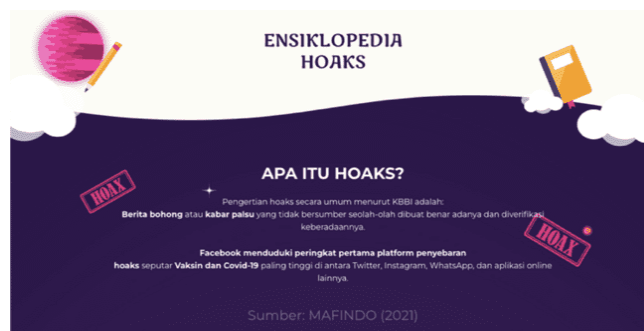 ENSIKLOPEDIA
HOAKS
APA ITU HOAKS?
HOAX
Pengertian hoaks secara umum menurut KBBI adalah:
Berita bohong atau kabar palsu yang tidak bersumber seolah-olah dibuat benar adanya dan diverifikasi
keberadaannya.
HOAX
Facebook menduduki peringkat pertama platform penyebaran
hoaks seputar Vaksin dan Covid-19 paling tinggi di antara Twitter, Instagram, WhatsApp, dan aplikasi online
lainnya.
Sumber: MAFINDO (2021)